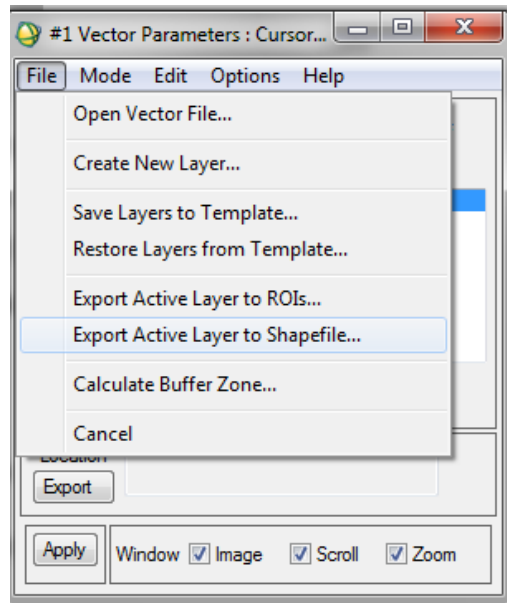 #1 Vector Parameters : Cursor...
File Mode Edit Options Help
Open Vector File...
Create New Layer...
Save Layers to Template...
Restore Layers from Template...
Export Active Layer to ROIs...
Export Active Layer to Shapefile...
Calculate Buffer Zone...
Cancel
Location
Export
Apply Window Image Scroll Zoom